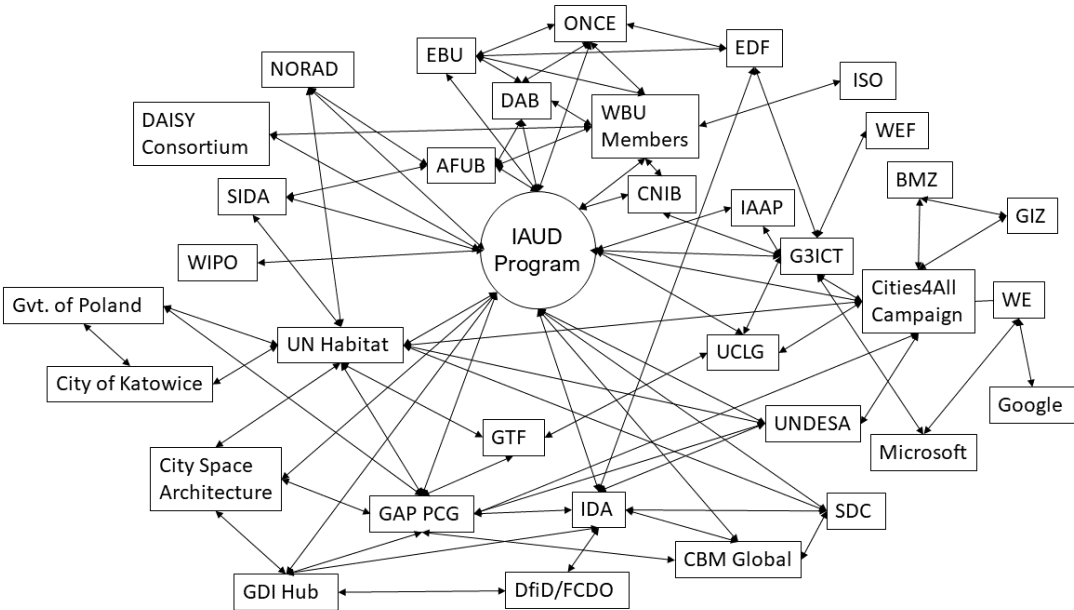 ONCE
EBU
EDF
NORAD
ISO
DAB
WBU
Members
DAISY
Consortium
WEF
AFUB
BMZ
SIDA
CNIB
IAAP
GIZ
IAUD
Program
WIPO
G3ICT
Cities4All
Campaign
WE
Gvt. of Poland
UN Habitat
UCLG
City of Katowice
Google
UNDESA
GTF
Microsoft
City Space
Architecture
GAP PCG
IDA
SDC
CBM Global
GDI Hub
DfiD/FCDO